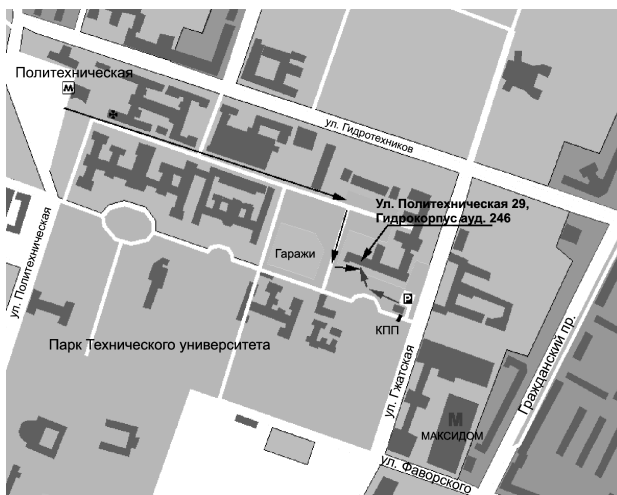 Политехническая
М
ул. Гидротехников
ул. Политехническая
Ул. Политехническая 29,
Гидрокорпус ауд. 246
Гаражи
P
КПП
Парк Технического университета
ул. Гжатская
Гражданский пр.
М
МАКСИДОМ
ул. Фаворского